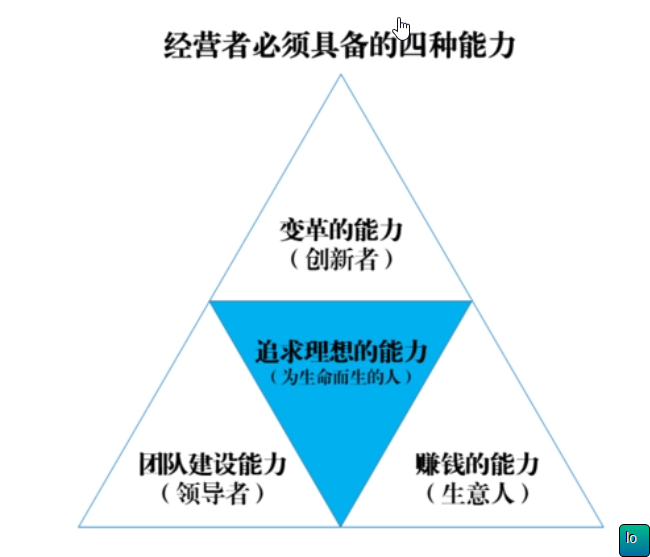 经营者必须具备的四种能力
变革的能力
（创新者）
追求理想的能力
（为生命而生的人）
团队建设能力
（领导者）
赚钱的能力
（生意人）
lo